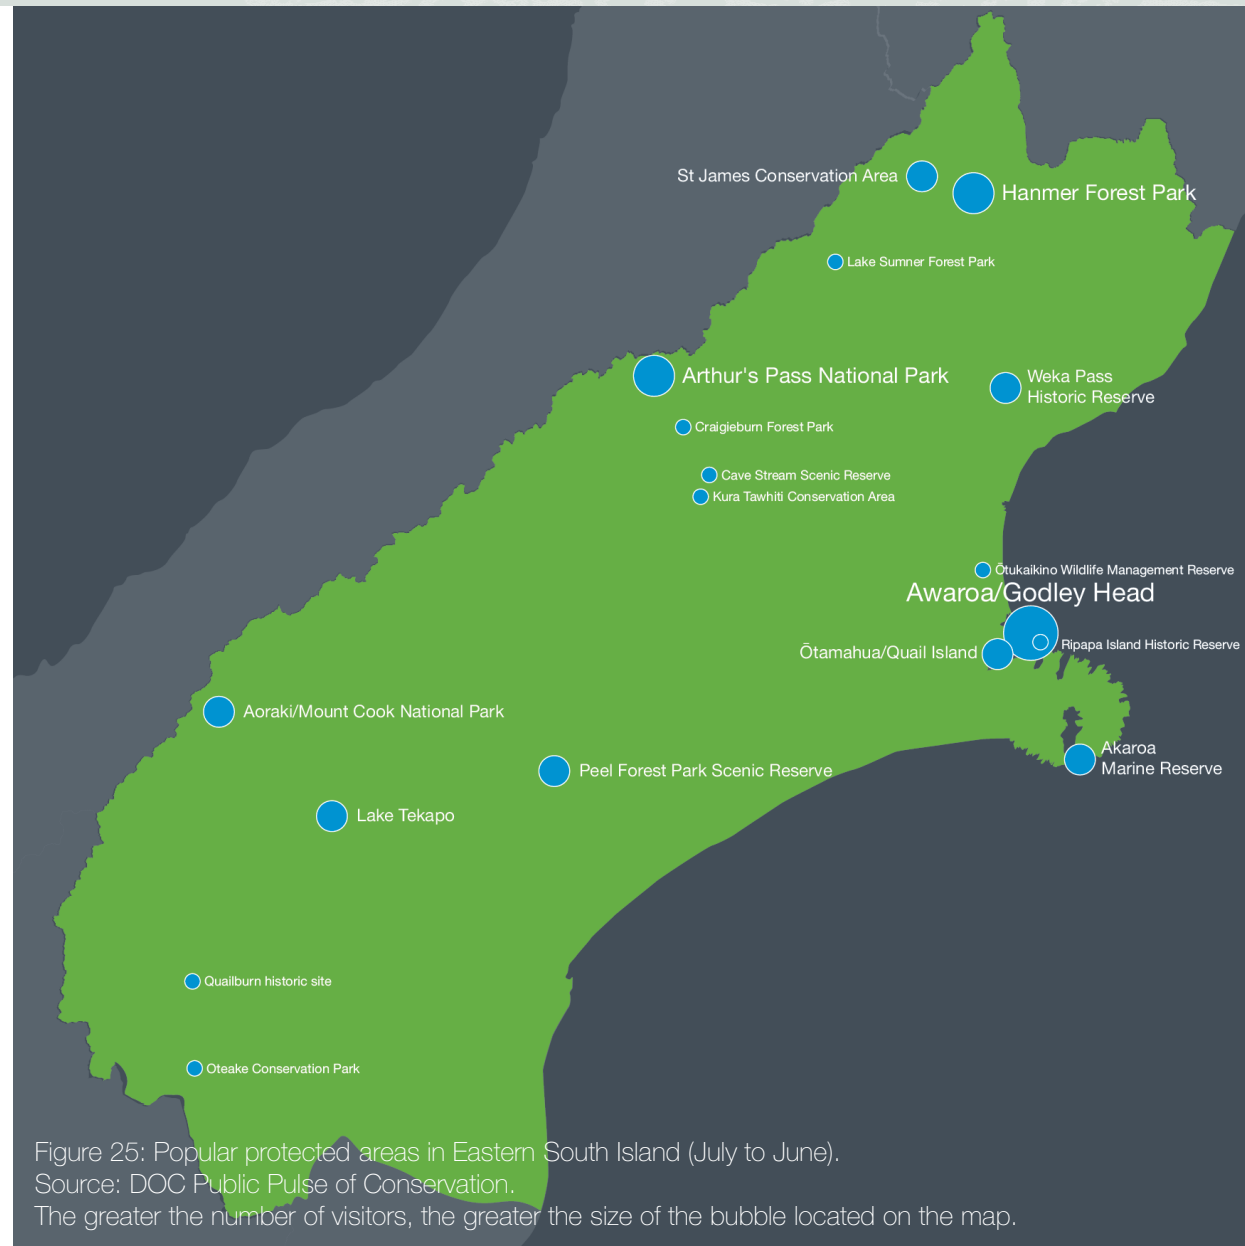 St James Conservation Area
Hanmer Forest Park
Lake Sumner Forest Park
Arthur's Pass National Park
Weka Pass
Historic Reserve
Craigieburn Forest Park
Cave Stream Scenic Reserve
Kura Tawhiti Conservation Area
Ōtukaikino Wildlife Management Reserve
Awaroa/Godley Head
Ripapa Island Historic Reserve
Ōtamahua/Quail Island
Aoraki/Mount Cook National Park
Akaroa
Marine Reserve
Peel Forest Park Scenic Reserve
Lake Tekapo
Quailburn historic site
Oteake Conservation Park
Figure 25: Popular protected areas in Eastern South Island (July to June).
Source: DOC Public Pulse of Conservation.
The greater the number of visitors, the greater the size of the bubble located on the map.